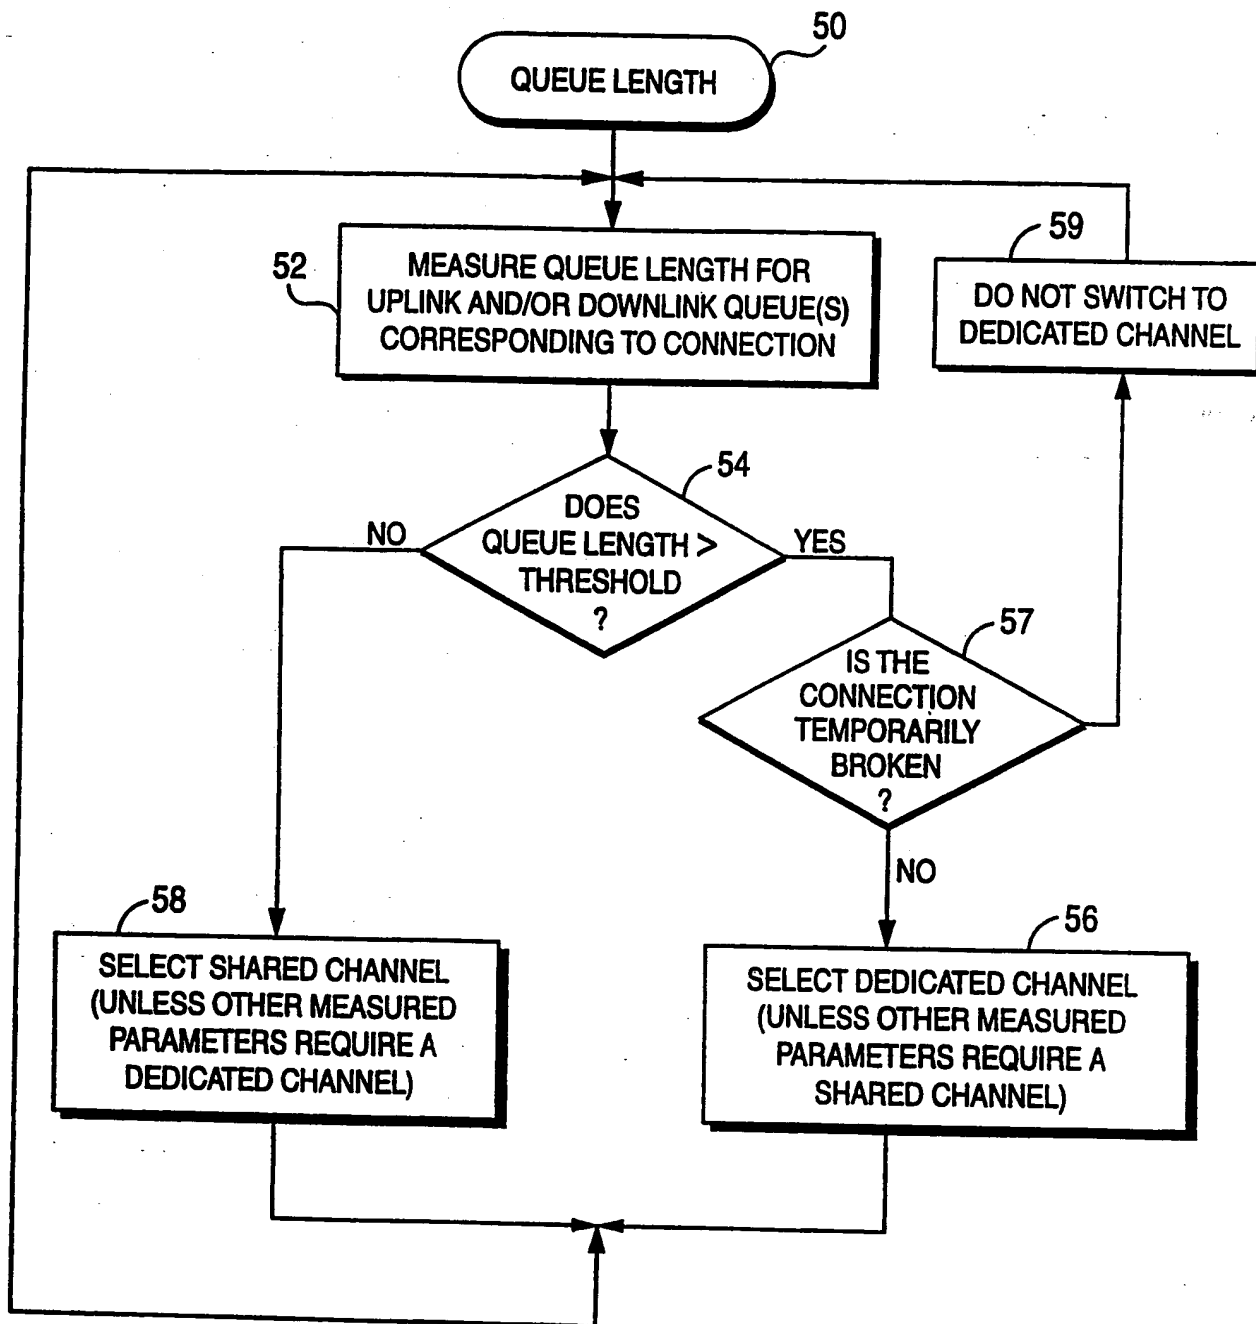 50
QUEUE LENGTH
52
MEASURE QUEUE LENGTH FOR
UPLINK AND/OR DOWNLINK QUEUE(S)
CORRESPONDING TO CONNECTION
59
DO NOT SWITCH TO
DEDICATED CHANNEL
54
DOES
QUEUE LENGTH >
THRESHOLD
?
NO
YES
57
IS THE
CONNECTION
TEMPORARILY
BROKEN
?
NO
58
SELECT SHARED CHANNEL
(UNLESS OTHER MEASURED
PARAMETERS REQUIRE A
DEDICATED CHANNEL)
56
SELECT DEDICATED CHANNEL
(UNLESS OTHER MEASURED
PARAMETERS REQUIRE A
SHARED CHANNEL)